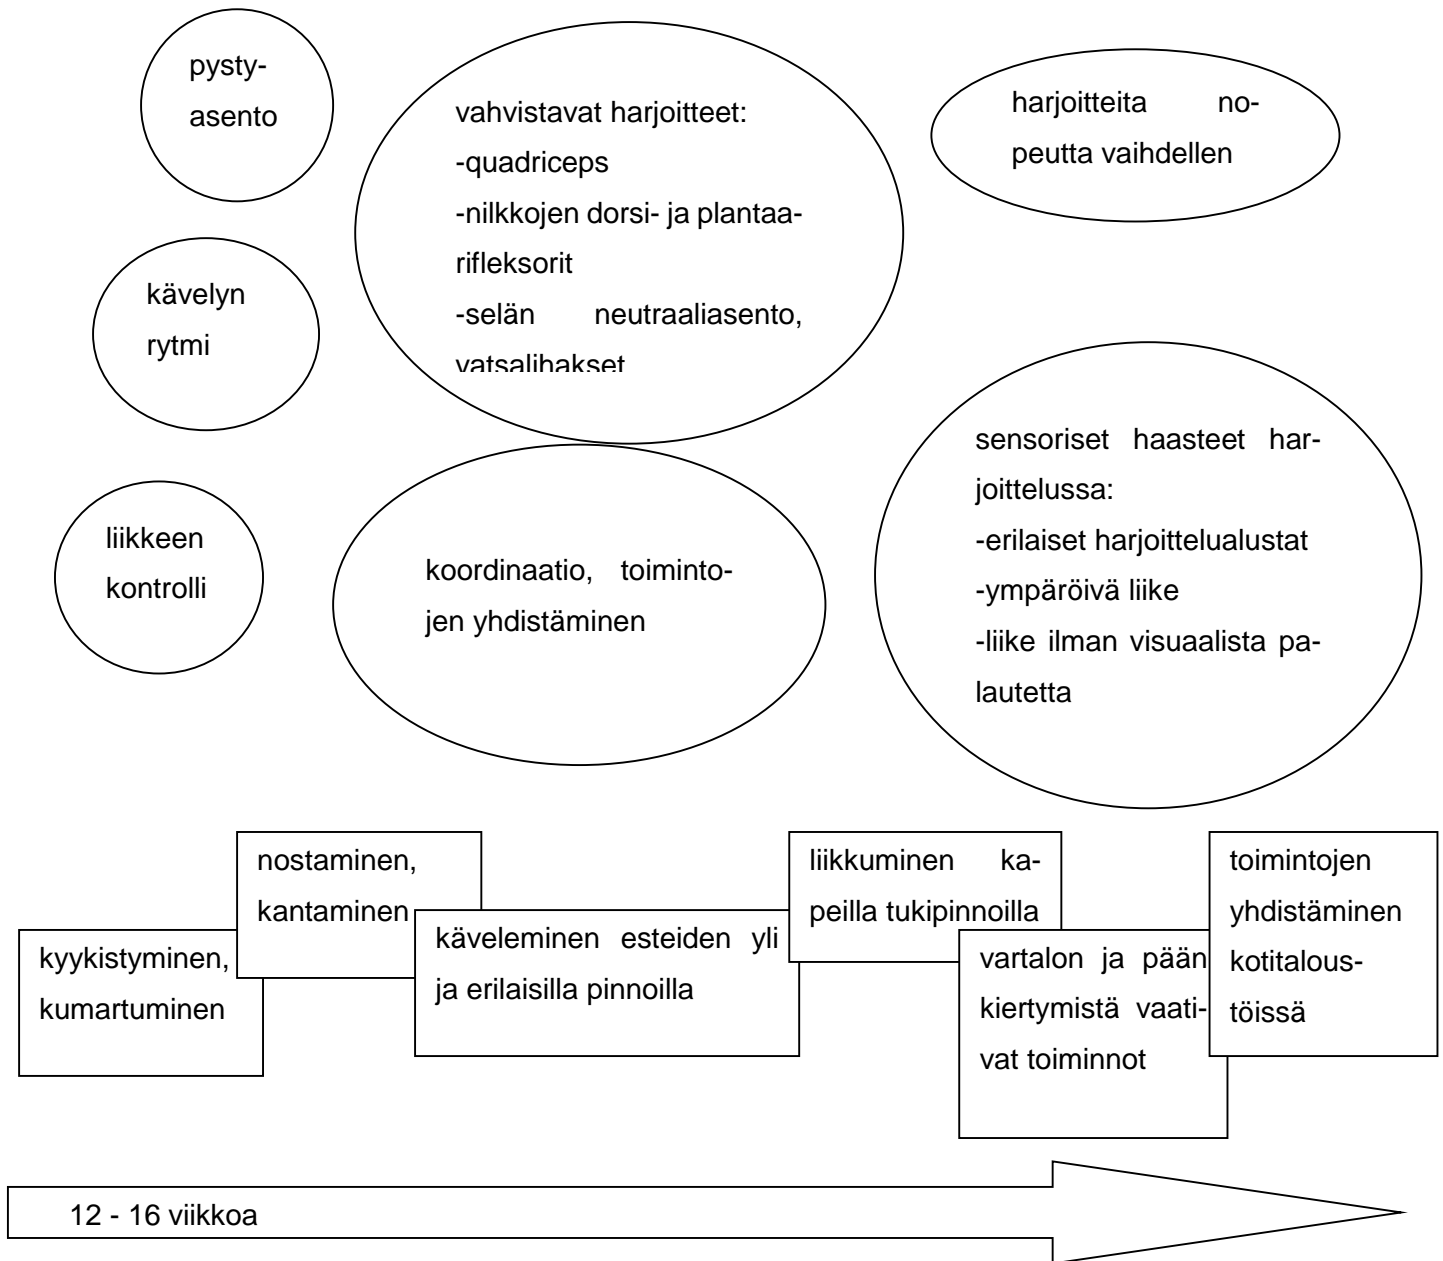 pysty-
asento
vahvistavat harjoitteet:
-quadriceps
-nilkkojen dorsi- ja plantaa-
rifleksorit
-selän neutraaliasento,
vatsalihakset
harjoitteita no-
peutta vaihdellen
kävelyn
rytmi
liikkeen
kontrolli
koordinaatio, toiminto-
jen yhdistäminen
sensoriset haasteet har-
joittelussa:
-erilaiset harjoittelualustat
-ympäröivä liike
-liike ilman visuaalista pa-
lautetta
kyykistyminen,
kumartuminen
nostaminen,
kantaminen
käveleminen esteiden yli
ja erilaisilla pinnoilla
liikkuminen ka-
peilla tukipinnoilla
vartalon ja pään
kiertymistä vaati-
vat toiminnot
toimintojen
yhdistäminen
kotitalous-
töissä
12 - 16 viikkoa